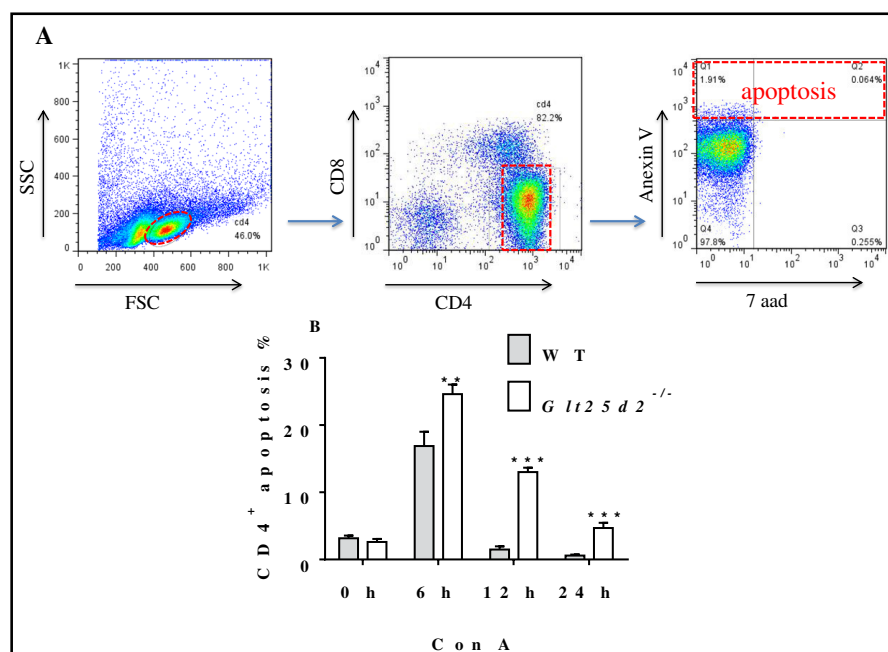 A
SSC
1K
800
600
400
200
0
cd4
46.0%
0 200 400 600 800 1K
FSC
CD8
10^4
10^3
10^2
10^1
10^0
cd4
82.2%
10^0 10^1 10^2 10^3 10^4
CD4
Anexin V
10^4
10^3
10^2
10^1
10^0
Q1
1.91%
Q2
0.064%
apoptosis
Q4
97.8%
Q3
0.255%
10^0 10^1 10^2 10^3 10^4
7 aad
B
CD4+ apoptosis %
30
20
10
0
WT
Glt25d2-/-
**
***
***
0 h 6 h 12 h 24 h
Con A